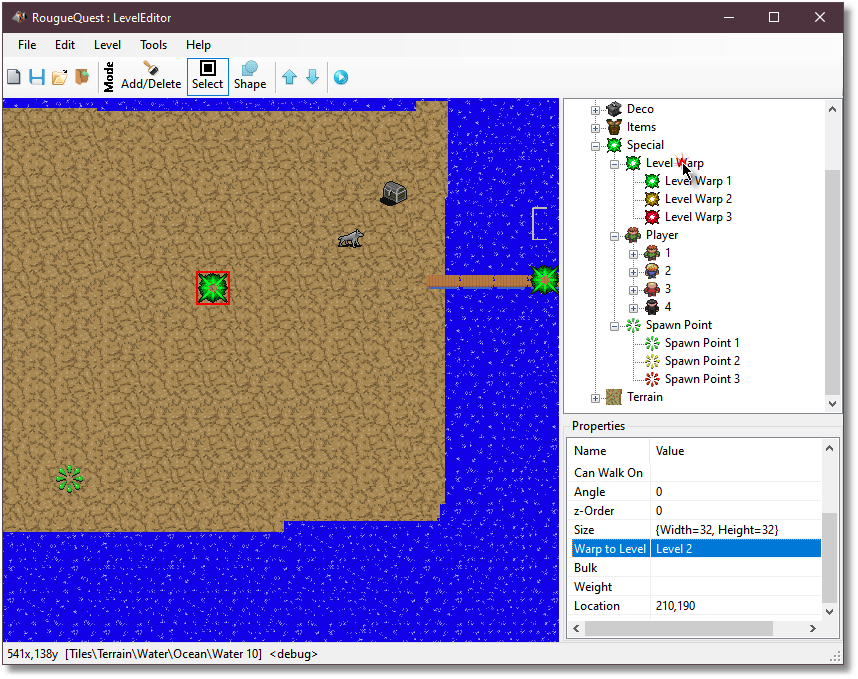 RougueQuest : LevelEditor
File Edit Level Tools Help
Mode Add/Delete Select Shape
Deco
Items
Special
Level Warp
Level Warp 1
Level Warp 2
Level Warp 3
Player
1
2
3
4
Spawn Point
Spawn Point 1
Spawn Point 2
Spawn Point 3
Terrain
Properties
Name Value
Can Walk On
Angle 0
z-Order 0
Size {Width=32, Height=32}
Warp to Level Level 2
Bulk
Weight
Location 210,190
541x,138y [Tiles\Terrain\Water\Ocean\Water 10] <debug>